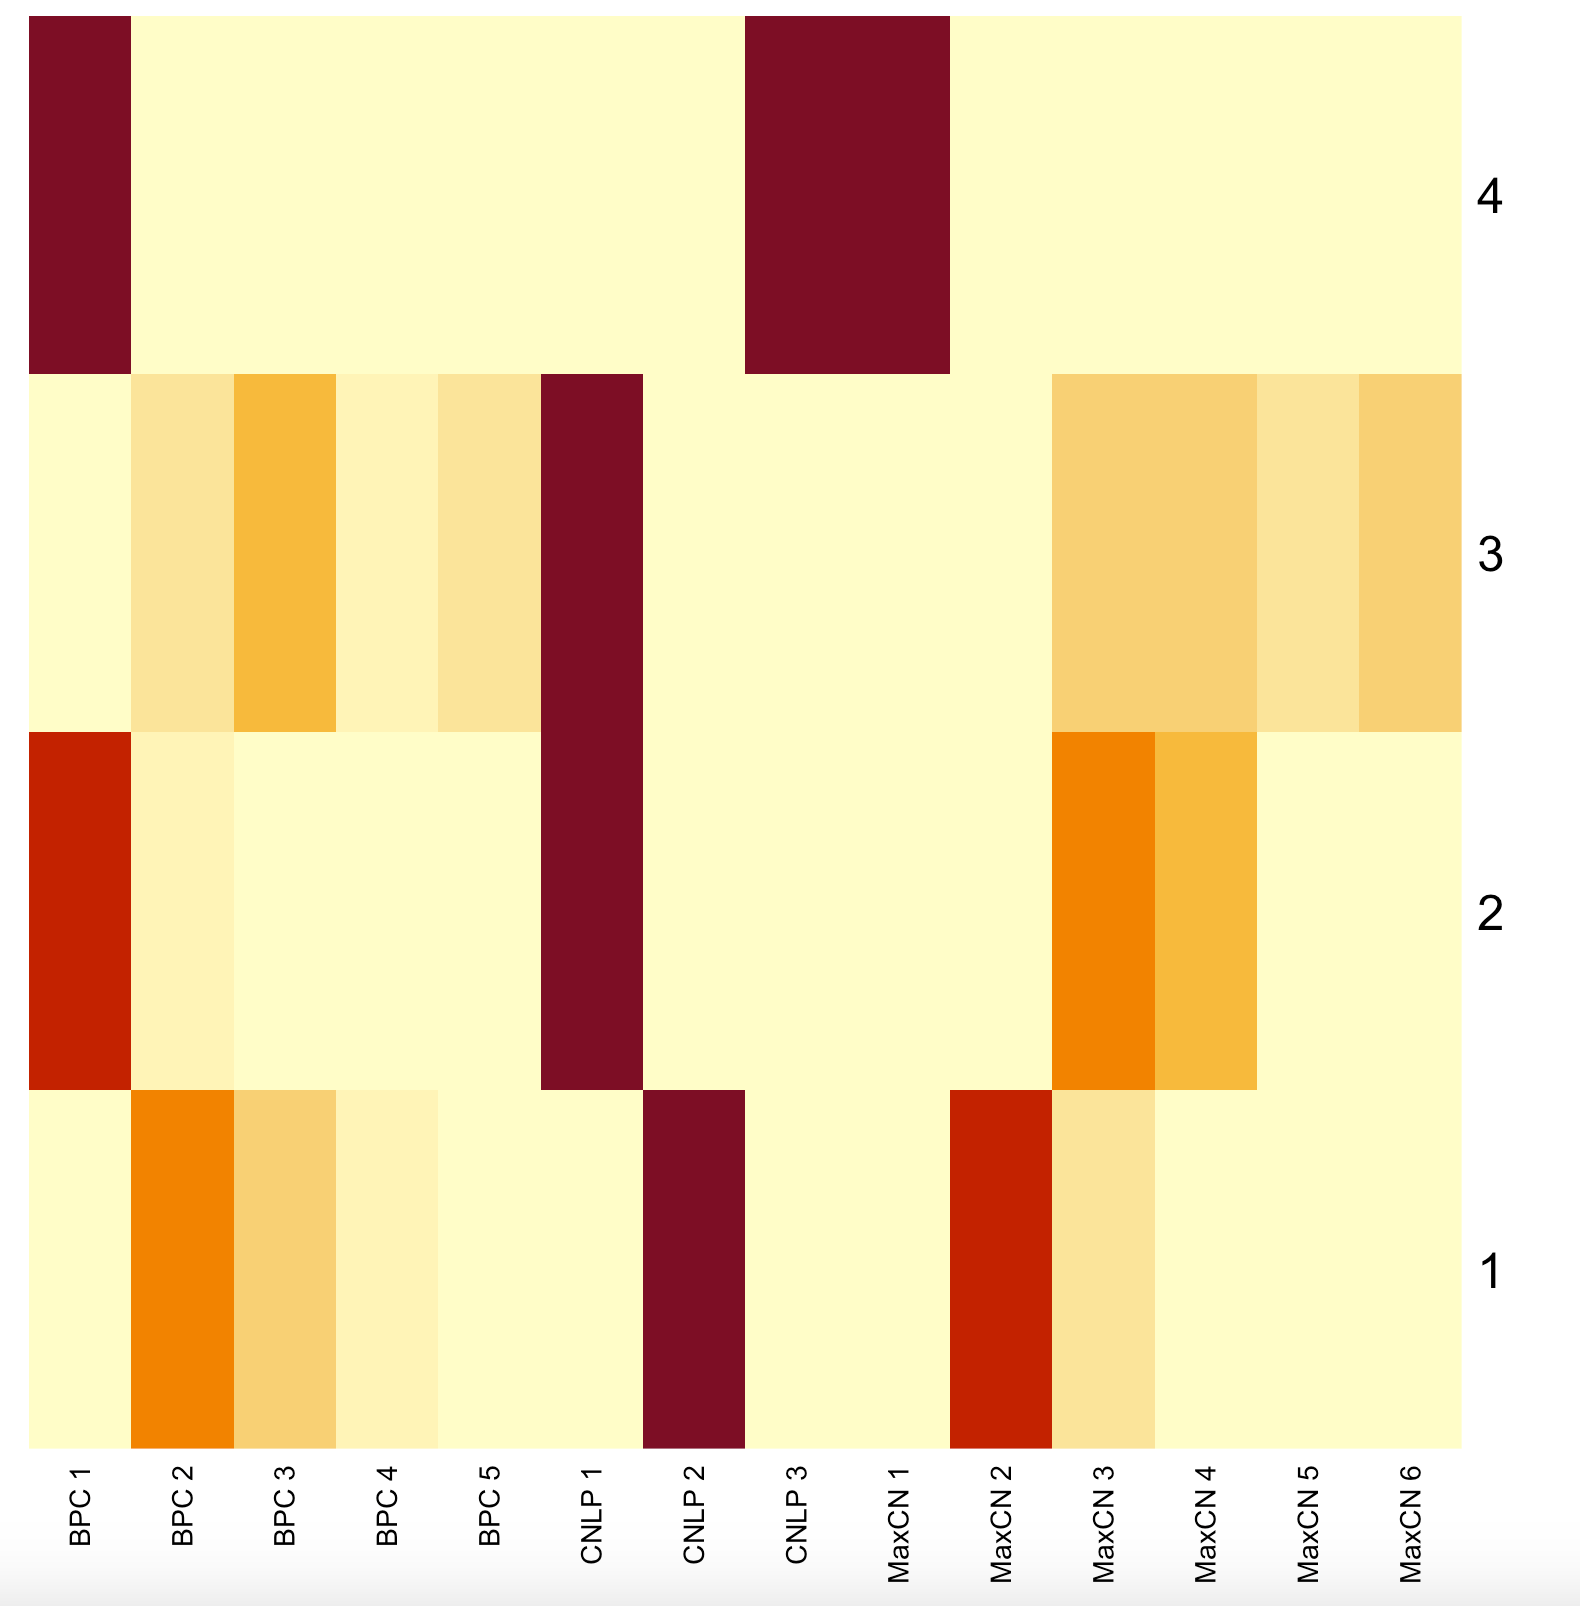 4
3
2
1
BPC 1
BPC 2
BPC 3
BPC 4
BPC 5
CNLP 1
CNLP 2
CNLP 3
MaxCN 1
MaxCN 2
MaxCN 3
MaxCN 4
MaxCN 5
MaxCN 6